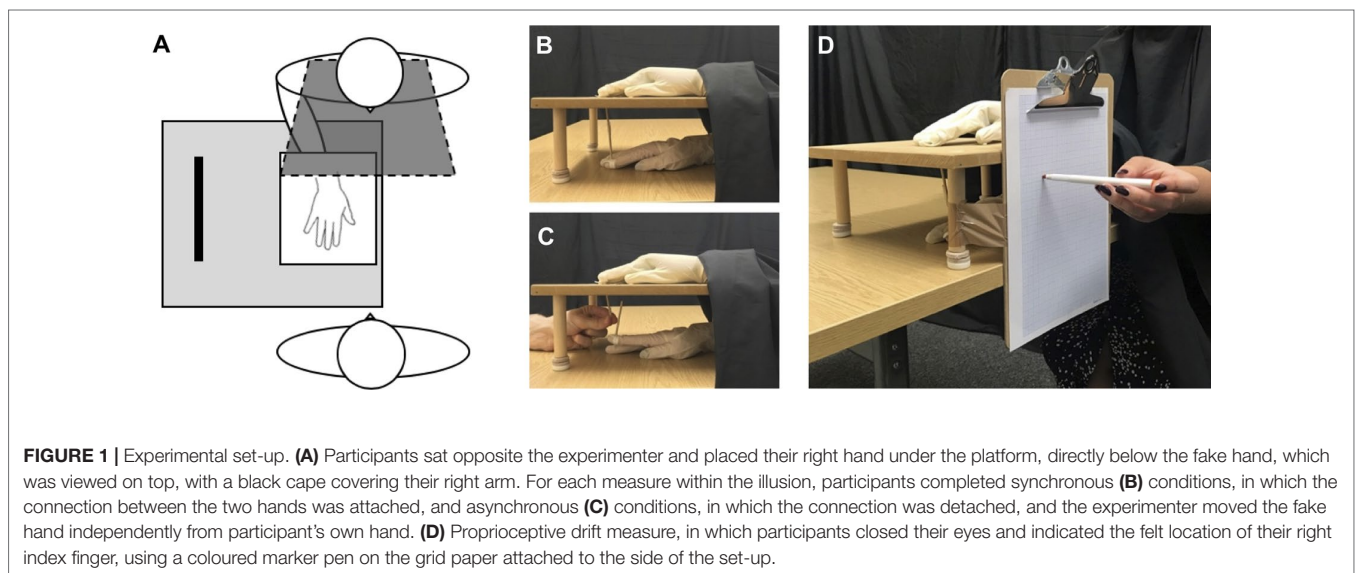 A
B
C
D
FIGURE 1 | Experimental set-up. (A) Participants sat opposite the experimenter and placed their right hand under the platform, directly below the fake hand, which
was viewed on top, with a black cape covering their right arm. For each measure within the illusion, participants completed synchronous (B) conditions, in which the
connection between the two hands was attached, and asynchronous (C) conditions, in which the connection was detached, and the experimenter moved the fake
hand independently from participant's own hand. (D) Proprioceptive drift measure, in which participants closed their eyes and indicated the felt location of their right
index finger, using a coloured marker pen on the grid paper attached to the side of the set-up.